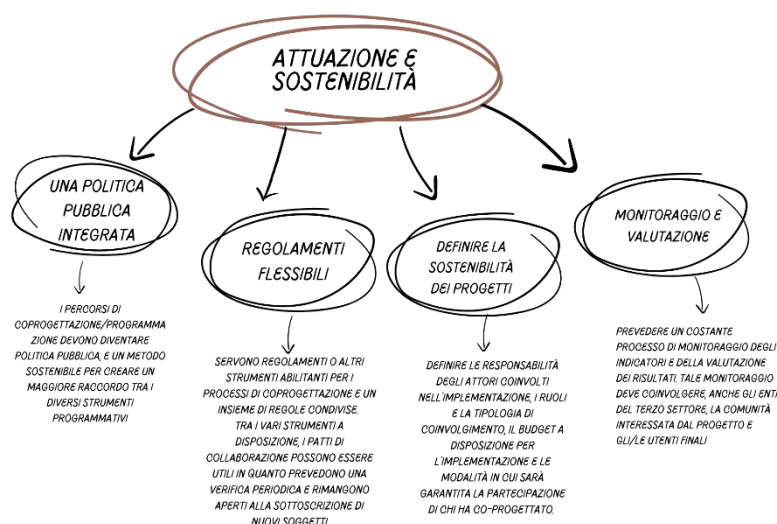 ATTUAZIONE E
SOSTENIBILITÀ
UNA POLITICA
PUBBLICA
INTEGRATA
I PERCORSI DI
COPROGETTAZIONE/PROGRAMMA
ZIONE DEVONO DIVENTARE
POLITICA PUBBLICA, E UN METODO
SOSTENIBILE PER CREARE UN
MAGGIORE RACCORDO TRA I
DIVERSI STRUMENTI
PROGRAMMATIVI
REGOLAMENTI
FLESSIBILI
SERVONO REGOLAMENTI O ALTRI
STRUMENTI ABILITANTI PER I
PROCESSI DI COPROGETTAZIONE E UN
INSIEME DI REGOLE CONDIVISE.
TRA I VARI STRUMENTI A
DISPOSIZIONE, I PATTI DI
COLLABORAZIONE POSSONO ESSERE
UTILI IN QUANTO PREVEDONO UNA
VERIFICA PERIODICA E RIMANGONO
APERTI ALLA SOTTOSCRIZIONE DI
NUOVI SOGGETTI
DEFINIRE LA
SOSTENIBILITÀ
DEI PROGETTI
DEFINIRE LE RESPONSABILITÀ
DEGLI ATTORI COINVOLTI
NELL'IMPLEMENTAZIONE, I RUOLI
E LA TIPOLOGIA DI
COINVOLGIMENTO, IL BUDGET A
DISPOSIZIONE PER
L'IMPLEMENTAZIONE E LE
MODALITÀ IN CUI SARÀ
GARANTITA LA PARTECIPAZIONE
DI CHI HA CO-PROGETTATO.
MONITORAGGIO E
VALUTAZIONE
PREVEDERE UN COSTANTE
PROCESSO DI MONITORAGGIO DEGLI
INDICATORI E DELLA VALUTAZIONE
DEI RISULTATI. TALE MONITORAGGIO
DEVE COINVOLGERE, ANCHE GLI ENTI
DEL TERZO SETTORE, LA COMUNITÀ
INTERESSATA DAL PROGETTO E
GLI/LE UTENTI FINALI